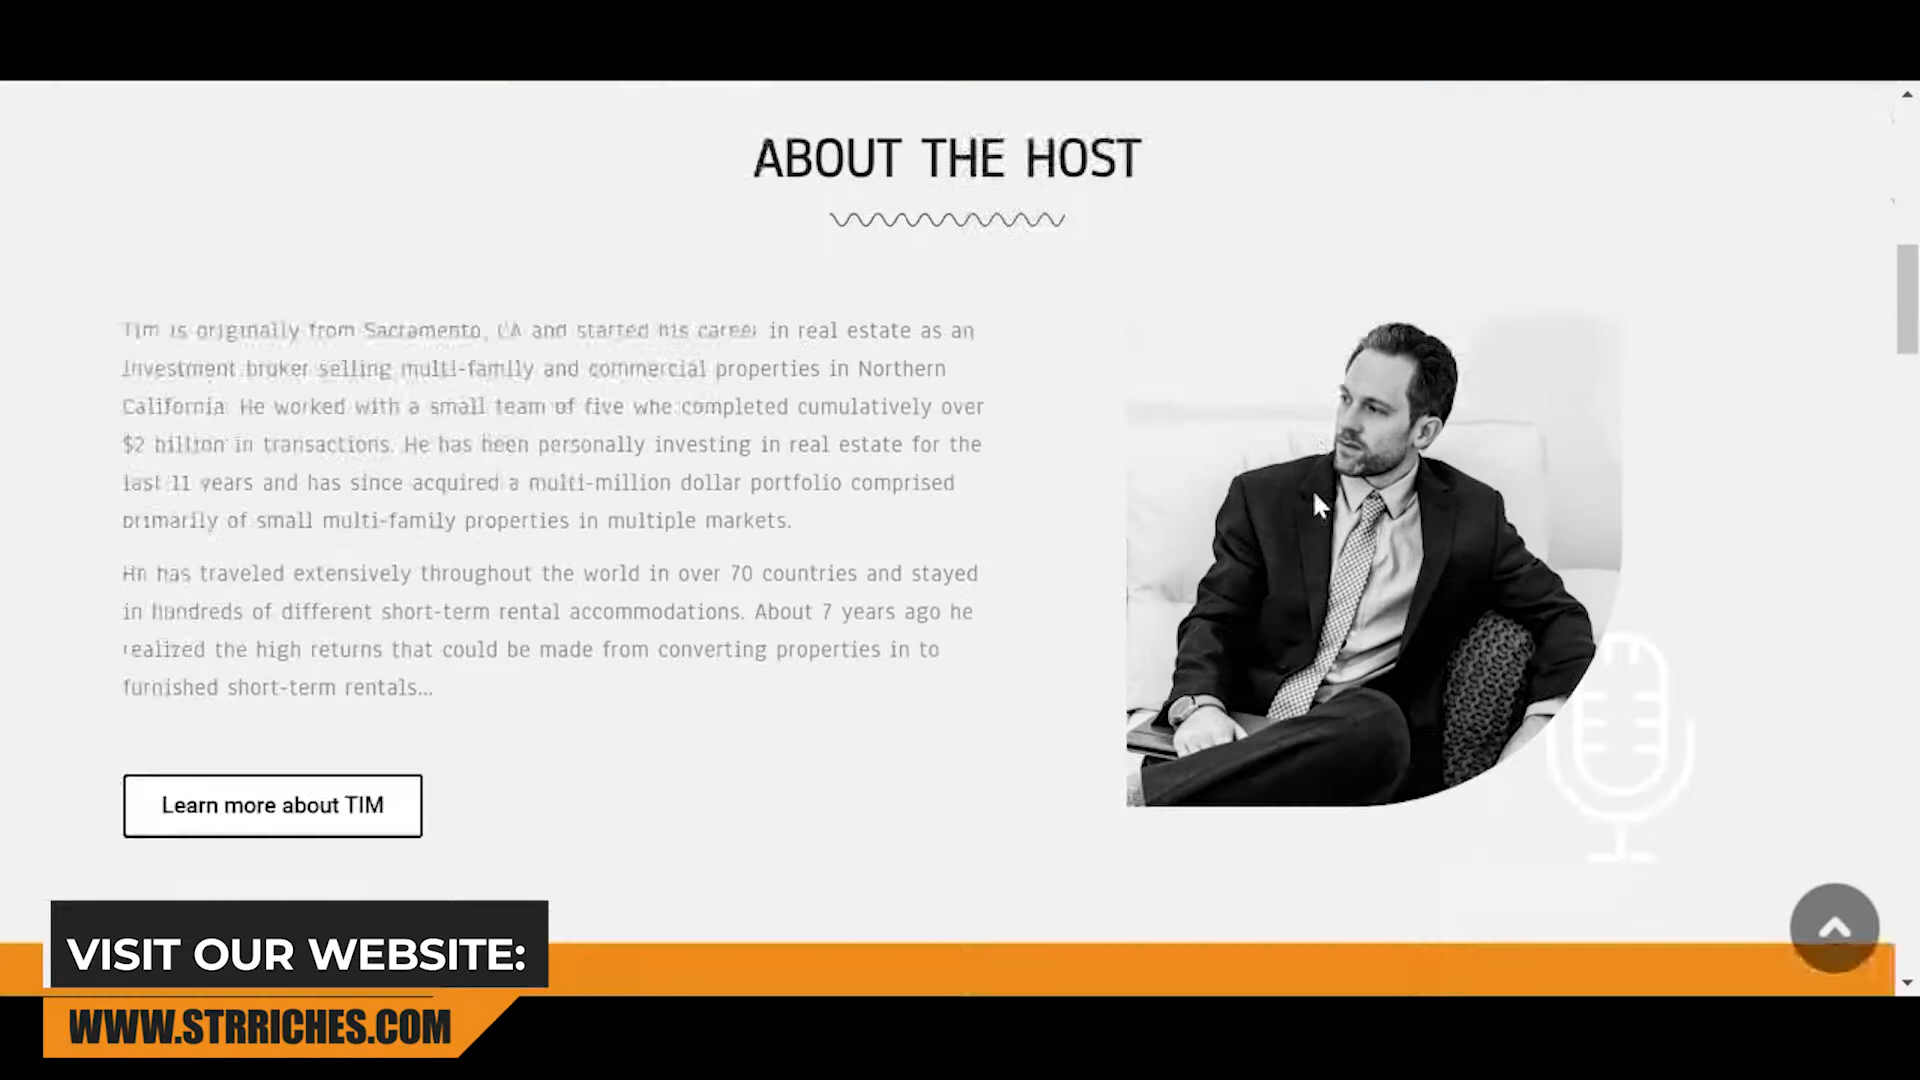 ABOUT THE HOST
Tim is originally from Sacramento, CA and started his career in real estate as an
investment broker selling multi-family and commercial properties in Northern
California. He worked with a small team of five who completed cumulatively over
$2 billion in transactions. He has been personally investing in real estate for the
last 11 years and has since acquired a multi-million dollar portfolio comprised
primarily of small multi-family properties in multiple markets.
He has traveled extensively throughout the world in over 70 countries and stayed
in hundreds of different short-term rental accommodations. About 7 years ago he
realized the high returns that could be made from converting properties in to
furnished short-term rentals...
Learn more about TIM
VISIT OUR WEBSITE:
WWW.STRRICHES.COM